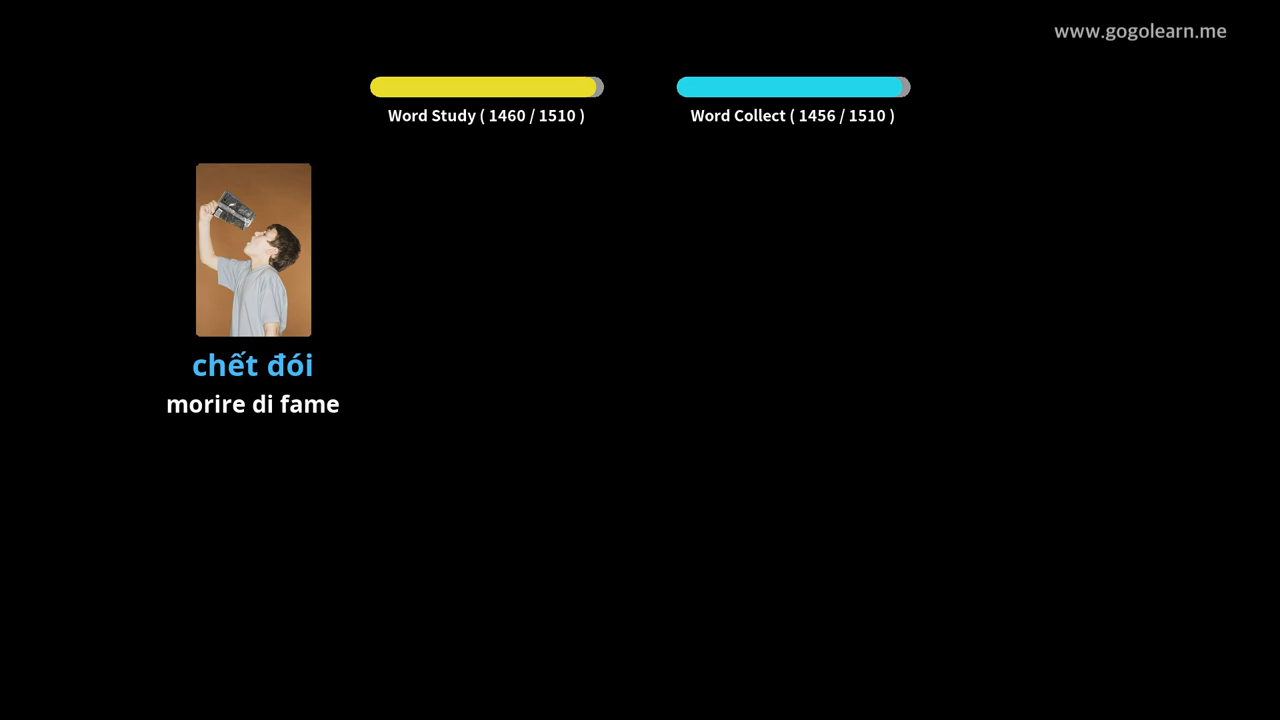 www.gogolearn.me
Word Study ( 1460 / 1510 )
Word Collect ( 1456 / 1510 )
chết đói
morire di fame